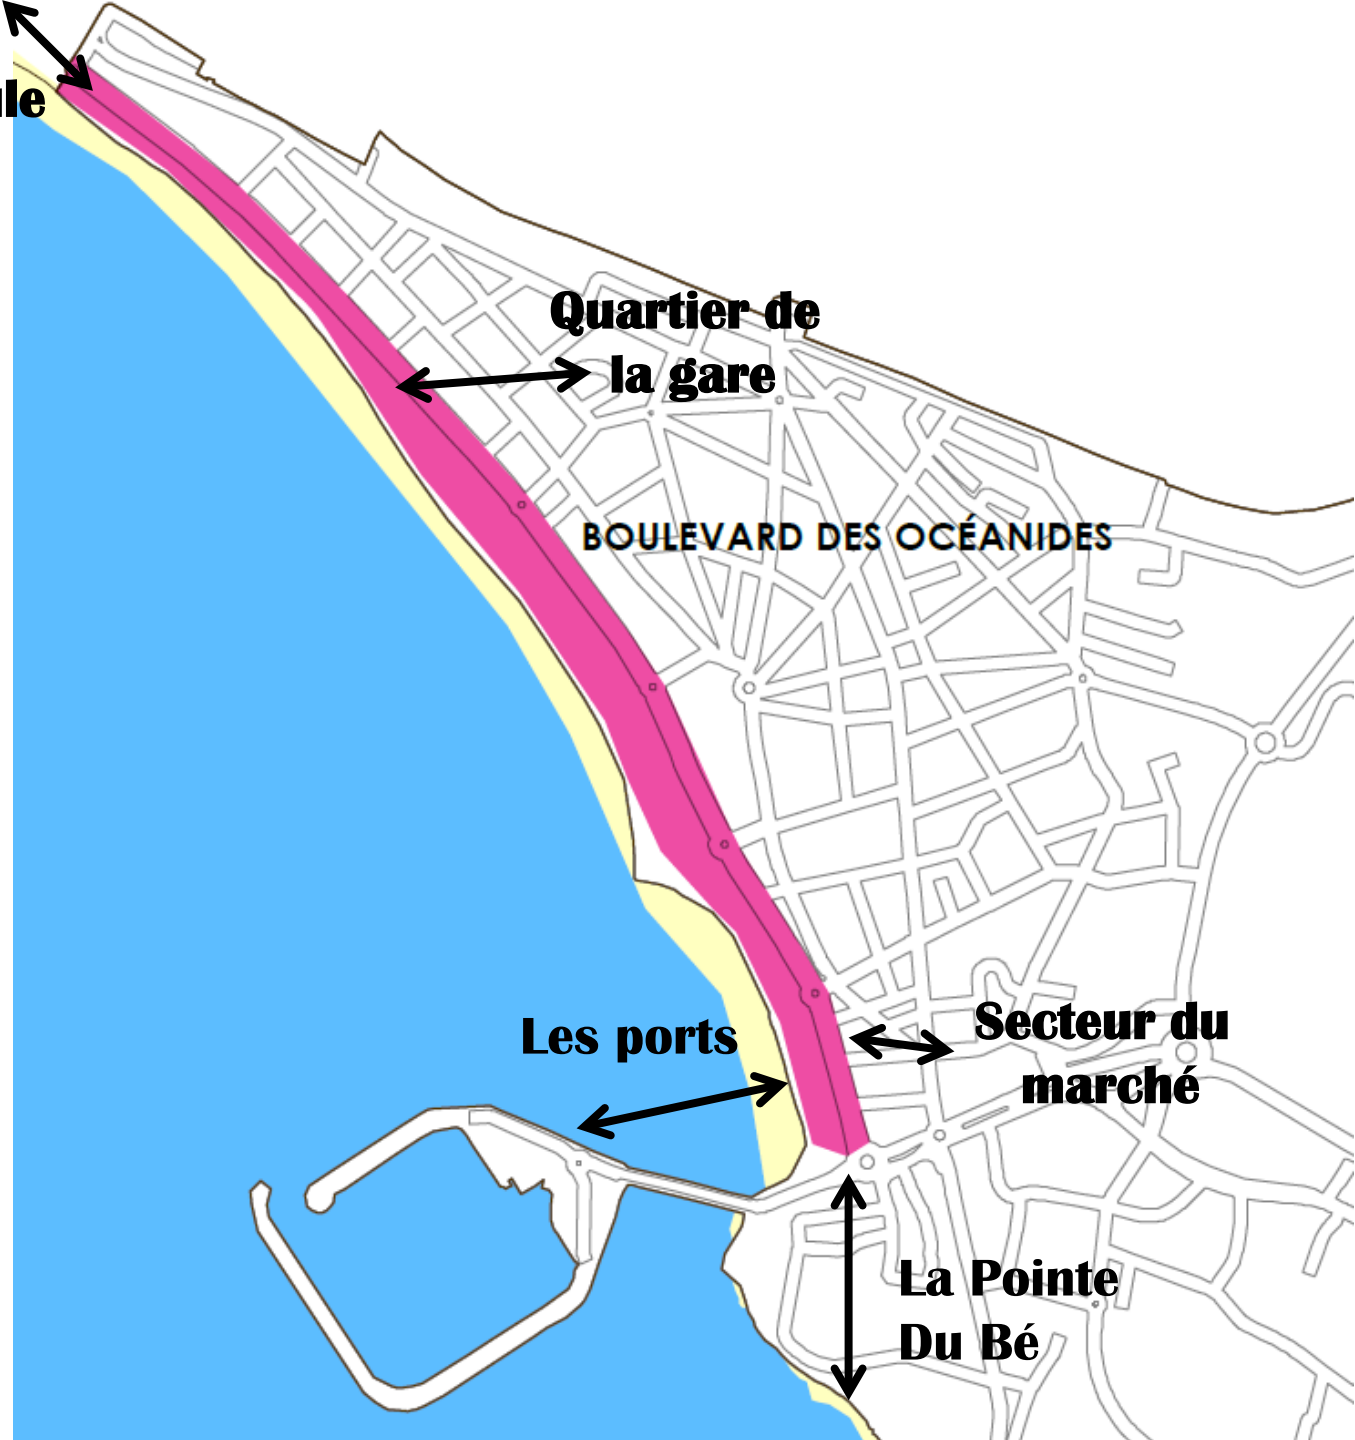 Quartier de
la gare
BOULEVARD DES OCÉANIDES
Les ports
Secteur du
marché
La Pointe
Du Bé